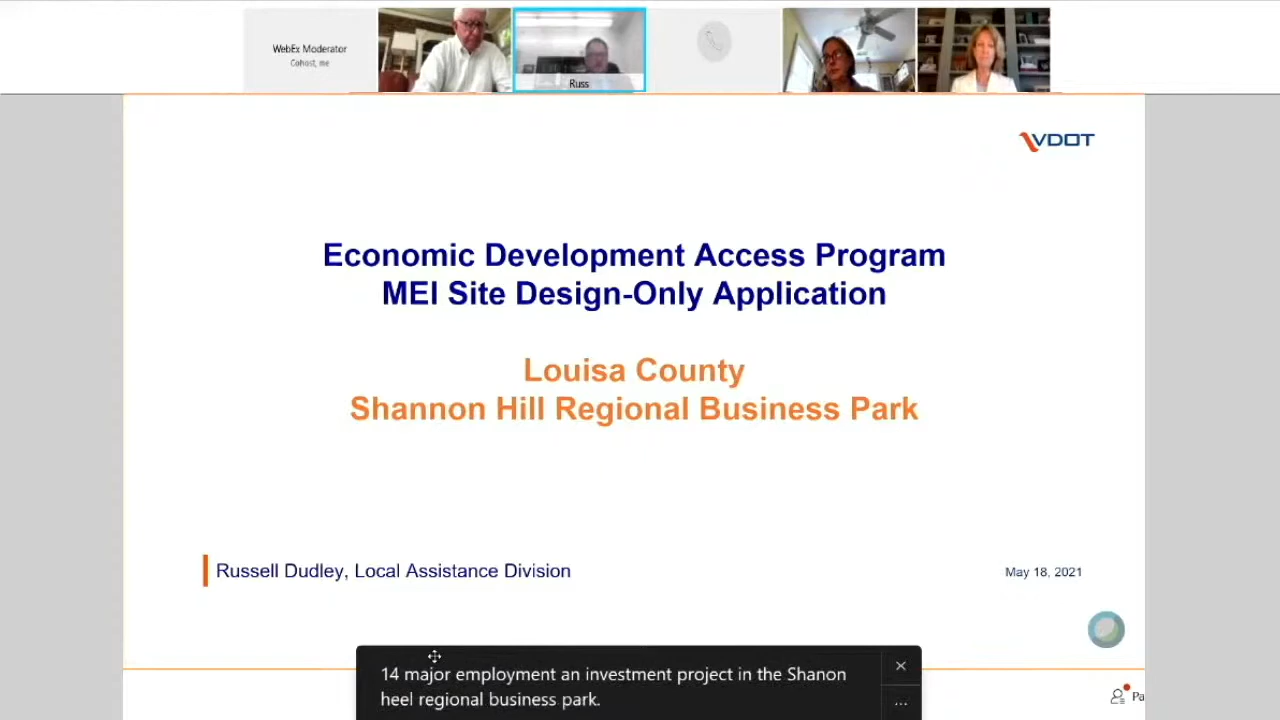 WebEx Moderator
Cohost, me
Russ
VDOT
Economic Development Access Program
MEI Site Design-Only Application
Louisa County
Shannon Hill Regional Business Park
Russell Dudley, Local Assistance Division
May 18, 2021
14 major employment an investment project in the Shanon
heel regional business park.
Pa